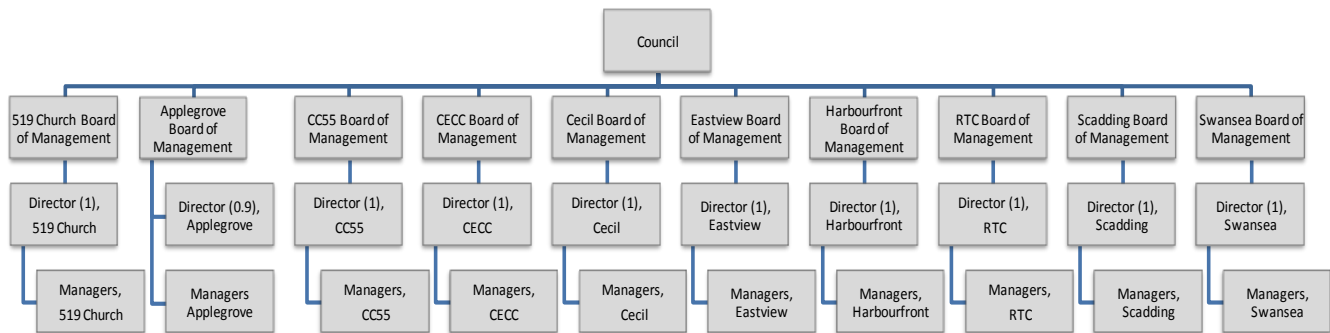 Council
519 Church Board
of Management
Applegrove
Board of
Management
CC55 Board of
Management
CECC Board of
Management
Cecil Board of
Management
Eastview Board
of Management
Harbourfront
Board of
Management
RTC Board of
Management
Scadding Board
of Management
Swansea Board of
Management
Director (1),
519 Church
Director (0.9),
Applegrove
Director (1),
CC55
Director (1),
CECC
Director (1),
Cecil
Director (1),
Eastview
Director (1),
Harbourfront
Director (1),
RTC
Director (1),
Scadding
Director (1),
Swansea
Managers,
519 Church
Managers
Applegrove
Managers,
CC55
Managers,
CECC
Managers,
Cecil
Managers,
Eastview
Managers,
Harbourfront
Managers,
RTC
Managers,
Scadding
Managers,
Swansea